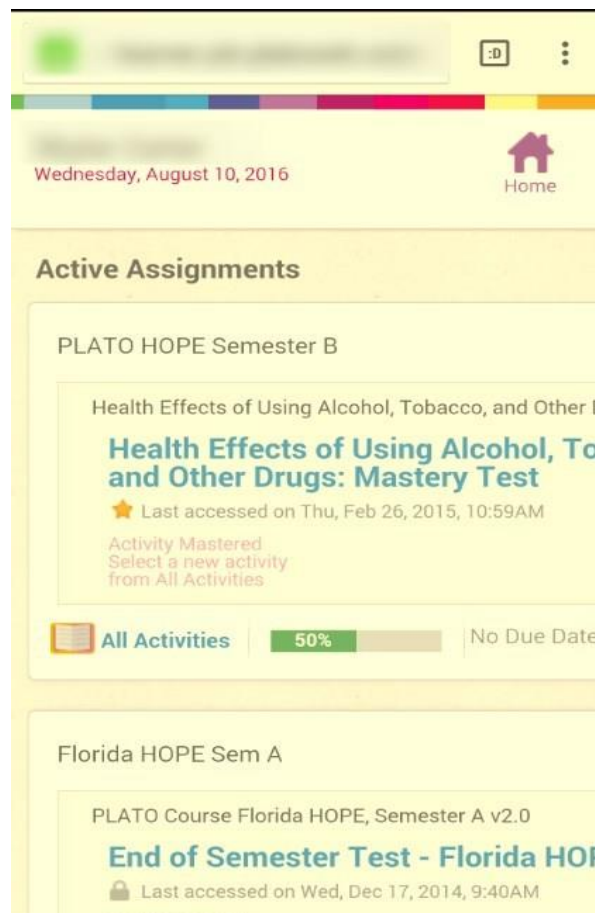 :D
Wednesday, August 10, 2016
Home
Active Assignments
PLATO HOPE Semester B
Health Effects of Using Alcohol, Tobacco, and Other
Health Effects of Using Alcohol, To
and Other Drugs: Mastery Test
Last accessed on Thu, Feb 26, 2015, 10:59AM
Activity Mastered
Select a new activity
from All Activities
All Activities
50%
No Due Date
Florida HOPE Sem A
PLATO Course Florida HOPE, Semester A v2.0
End of Semester Test - Florida HOP
Last accessed on Wed, Dec 17, 2014, 9:40AM